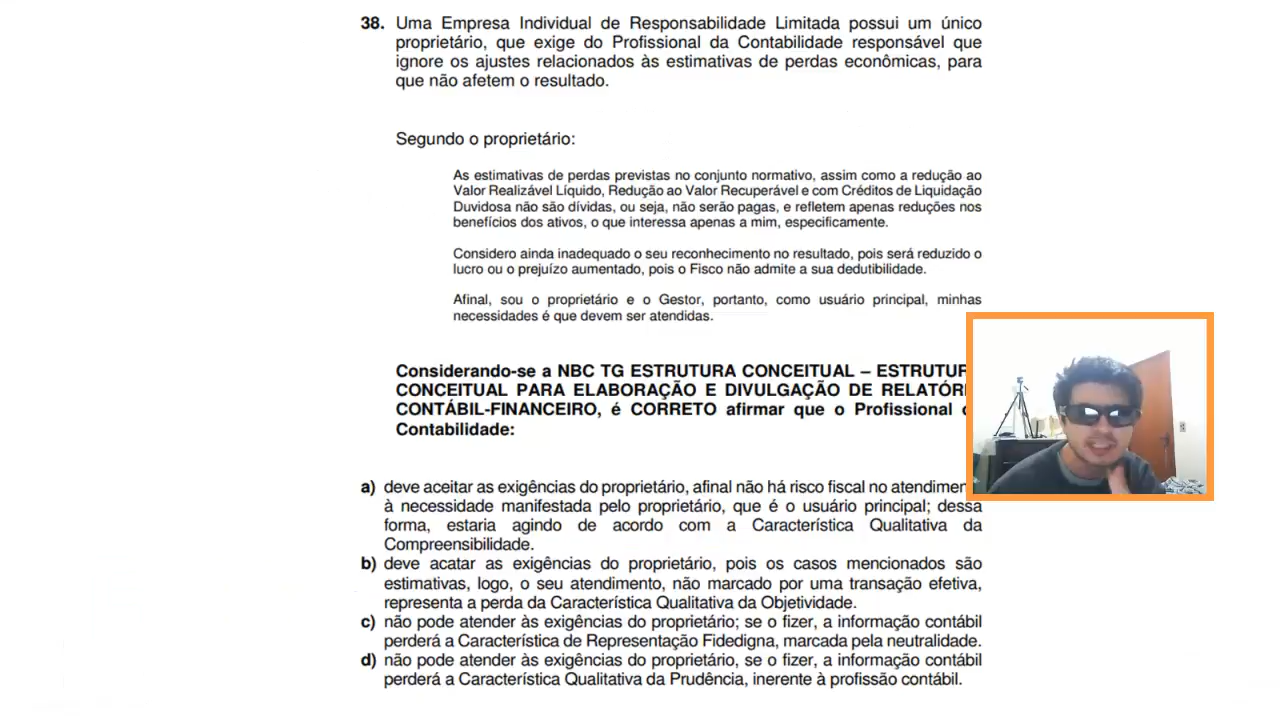 38. Uma Empresa Individual de Responsabilidade Limitada possui um único
proprietário, que exige do Profissional da Contabilidade responsável que
ignore os ajustes relacionados às estimativas de perdas econômicas, para
que não afetem o resultado.
Segundo o proprietário:
As estimativas de perdas previstas no conjunto normativo, assim como a redução ao
Valor Realizável Líquido, Redução ao Valor Recuperável e com Créditos de Liquidação
Duvidosa não são dívidas, ou seja, não serão pagas, e refletem apenas reduções nos
benefícios dos ativos, o que interessa apenas a mim, especificamente.
Considero ainda inadequado o seu reconhecimento no resultado, pois será reduzido o
lucro ou o prejuízo aumentado, pois o Fisco não admite a sua dedutibilidade.
Afinal, sou o proprietário e o Gestor, portanto, como usuário principal, minhas
necessidades é que devem ser atendidas.
Considerando-se a NBC TG ESTRUTURA CONCEITUAL –
CONCEITUAL PARA ELABORAÇÃO E DIVULGAÇÃO DE
CONTÁBIL-FINANCEIRO, é CORRETO afirmar que o Profissional
Contabilidade:
a) deve aceitar as exigências do proprietário, afinal não há risco fiscal no
à necessidade manifestada pelo proprietário, que é o usuário principal; dessa
forma, estaria agindo de acordo com a Característica Qualitativa da
Compreensibilidade.
b) deve acatar as exigências do proprietário, pois os casos mencionados são
estimativas, logo, o seu atendimento, não marcado por uma transação efetiva,
representa a perda da Característica Qualitativa da Objetividade.
c) não pode atender às exigências do proprietário; se o fizer, a informação contábil
perderá a Característica de Representação Fidedigna, marcada pela neutralidade.
d) não pode atender às exigências do proprietário, se o fizer, a informação contábil
perderá a Característica Qualitativa da Prudência, inerente à profissão contábil.